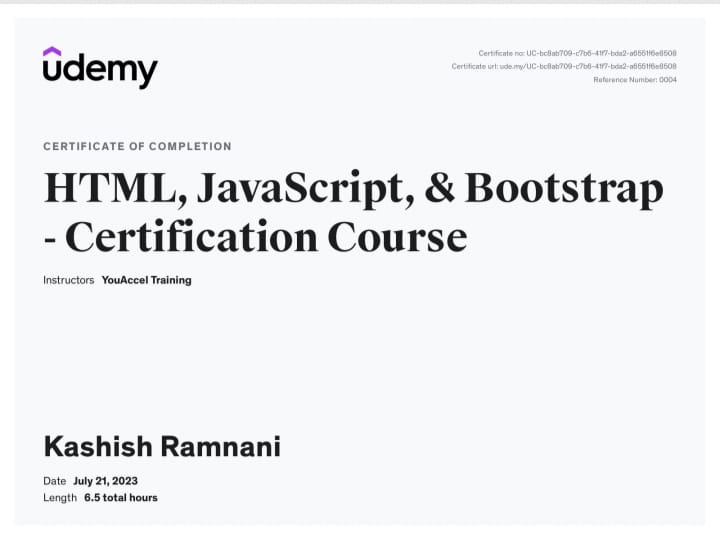 udemy
Certificate no: UC-bc8ab709-c7b6-41f7-bda2-a6551f6e8508
Certificate url: ude.my/UC-bc8ab709-c7b6-41f7-bda2-a6551f6e8508
Reference Number: 0004
CERTIFICATE OF COMPLETION
HTML, JavaScript, & Bootstrap
- Certification Course
Instructors YouAccel Training
Kashish Ramnani
Date July 21, 2023
Length 6.5 total hours